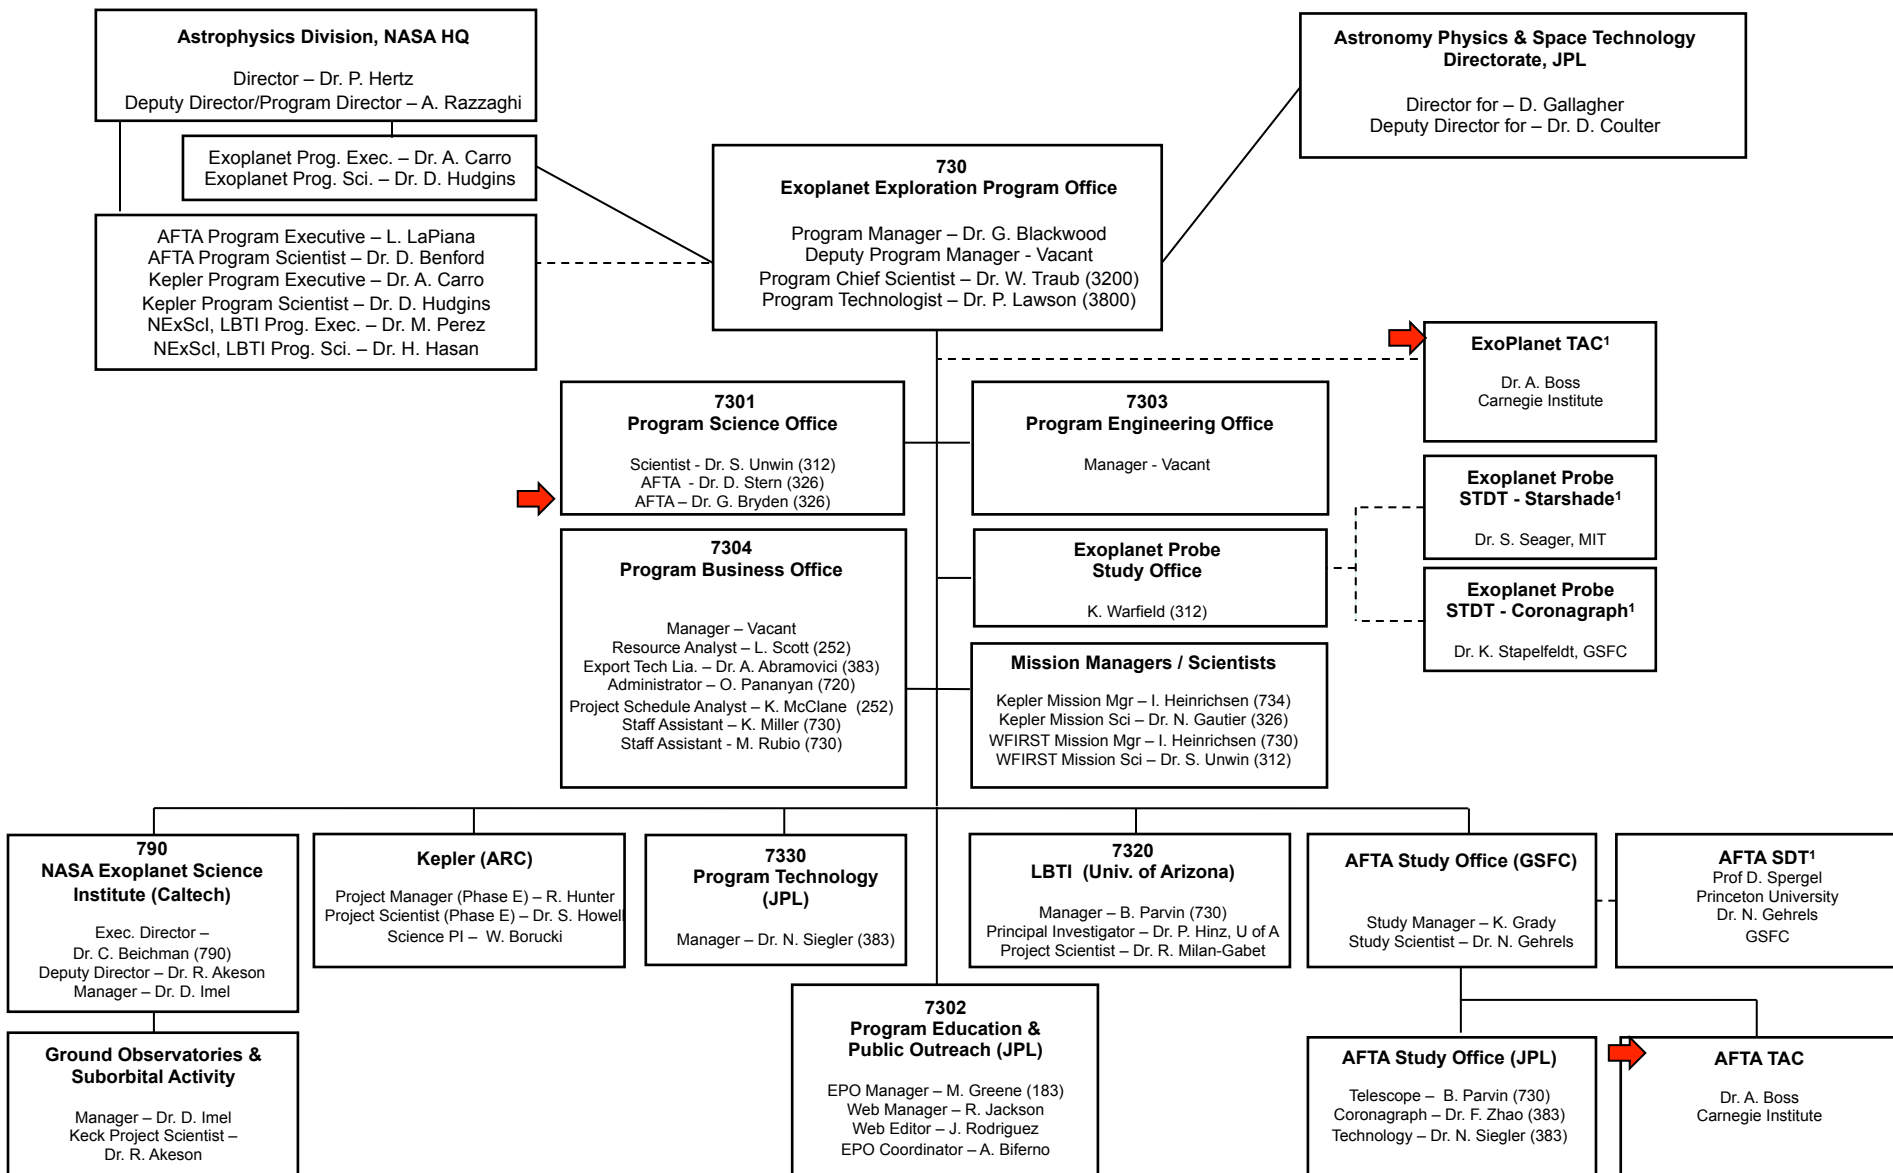 Astrophysics Division, NASA HQ
Director – Dr. P. Hertz
Deputy Director/Program Director – A. Razzaghi
Astronomy Physics & Space Technology
Directorate, JPL
Director for – D. Gallagher
Deputy Director for – Dr. D. Coulter
Exoplanet Prog. Exec. – Dr. A. Carro
Exoplanet Prog. Sci. – Dr. D. Hudgins
730
Exoplanet Exploration Program Office
Program Manager – Dr. G. Blackwood
Deputy Program Manager - Vacant
Program Chief Scientist – Dr. W. Traub (3200)
Program Technologist – Dr. P. Lawson (3800)
AFTA Program Executive – L. LaPiana
AFTA Program Scientist – Dr. D. Benford
Kepler Program Executive – Dr. A. Carro
Kepler Program Scientist – Dr. D. Hudgins
NExScI, LBTI Prog. Exec. – Dr. M. Perez
NExScI, LBTI Prog. Sci. – Dr. H. Hasan
ExoPlanet TAC¹
Dr. A. Boss
Carnegie Institute
7301
Program Science Office
Scientist - Dr. S. Unwin (312)
AFTA - Dr. D. Stern (326)
AFTA – Dr. G. Bryden (326)
7303
Program Engineering Office
Manager - Vacant
Exoplanet Probe
STDT - Starshade¹
Dr. S. Seager, MIT
7304
Program Business Office
Manager – Vacant
Resource Analyst – L. Scott (252)
Export Tech Lia. – Dr. A. Abramovici (383)
Administrator – O. Pananyan (720)
Project Schedule Analyst – K. McClane (252)
Staff Assistant – K. Miller (730)
Staff Assistant - M. Rubio (730)
Exoplanet Probe
Study Office
K. Warfield (312)
Exoplanet Probe
STDT - Coronagraph¹
Dr. K. Stapelfeldt, GSFC
Mission Managers / Scientists
Kepler Mission Mgr – I. Heinrichsen (734)
Kepler Mission Sci – Dr. N. Gautier (326)
WFIRST Mission Mgr – I. Heinrichsen (730)
WFIRST Mission Sci – Dr. S. Unwin (312)
790
NASA Exoplanet Science
Institute (Caltech)
Exec. Director –
Dr. C. Beichman (790)
Deputy Director – Dr. R. Akeson
Manager – Dr. D. Imel
Kepler (ARC)
Project Manager (Phase E) – R. Hunter
Project Scientist (Phase E) – Dr. S. Howell
Science PI – W. Borucki
7330
Program Technology
(JPL)
Manager – Dr. N. Siegler (383)
7320
LBTI (Univ. of Arizona)
Manager – B. Parvin (730)
Principal Investigator – Dr. P. Hinz, U of A
Project Scientist – Dr. R. Milan-Gabet
AFTA Study Office (GSFC)
Study Manager – K. Grady
Study Scientist – Dr. N. Gehrels
AFTA SDT¹
Prof D. Spergel
Princeton University
Dr. N. Gehrels
GSFC
Ground Observatories &
Suborbital Activity
Manager – Dr. D. Imel
Keck Project Scientist –
Dr. R. Akeson
7302
Program Education &
Public Outreach (JPL)
EPO Manager – M. Greene (183)
Web Manager – R. Jackson
Web Editor – J. Rodriguez
EPO Coordinator – A. Biferno
AFTA Study Office (JPL)
Telescope – B. Parvin (730)
Coronagraph – Dr. F. Zhao (383)
Technology – Dr. N. Siegler (383)
AFTA TAC
Dr. A. Boss
Carnegie Institute